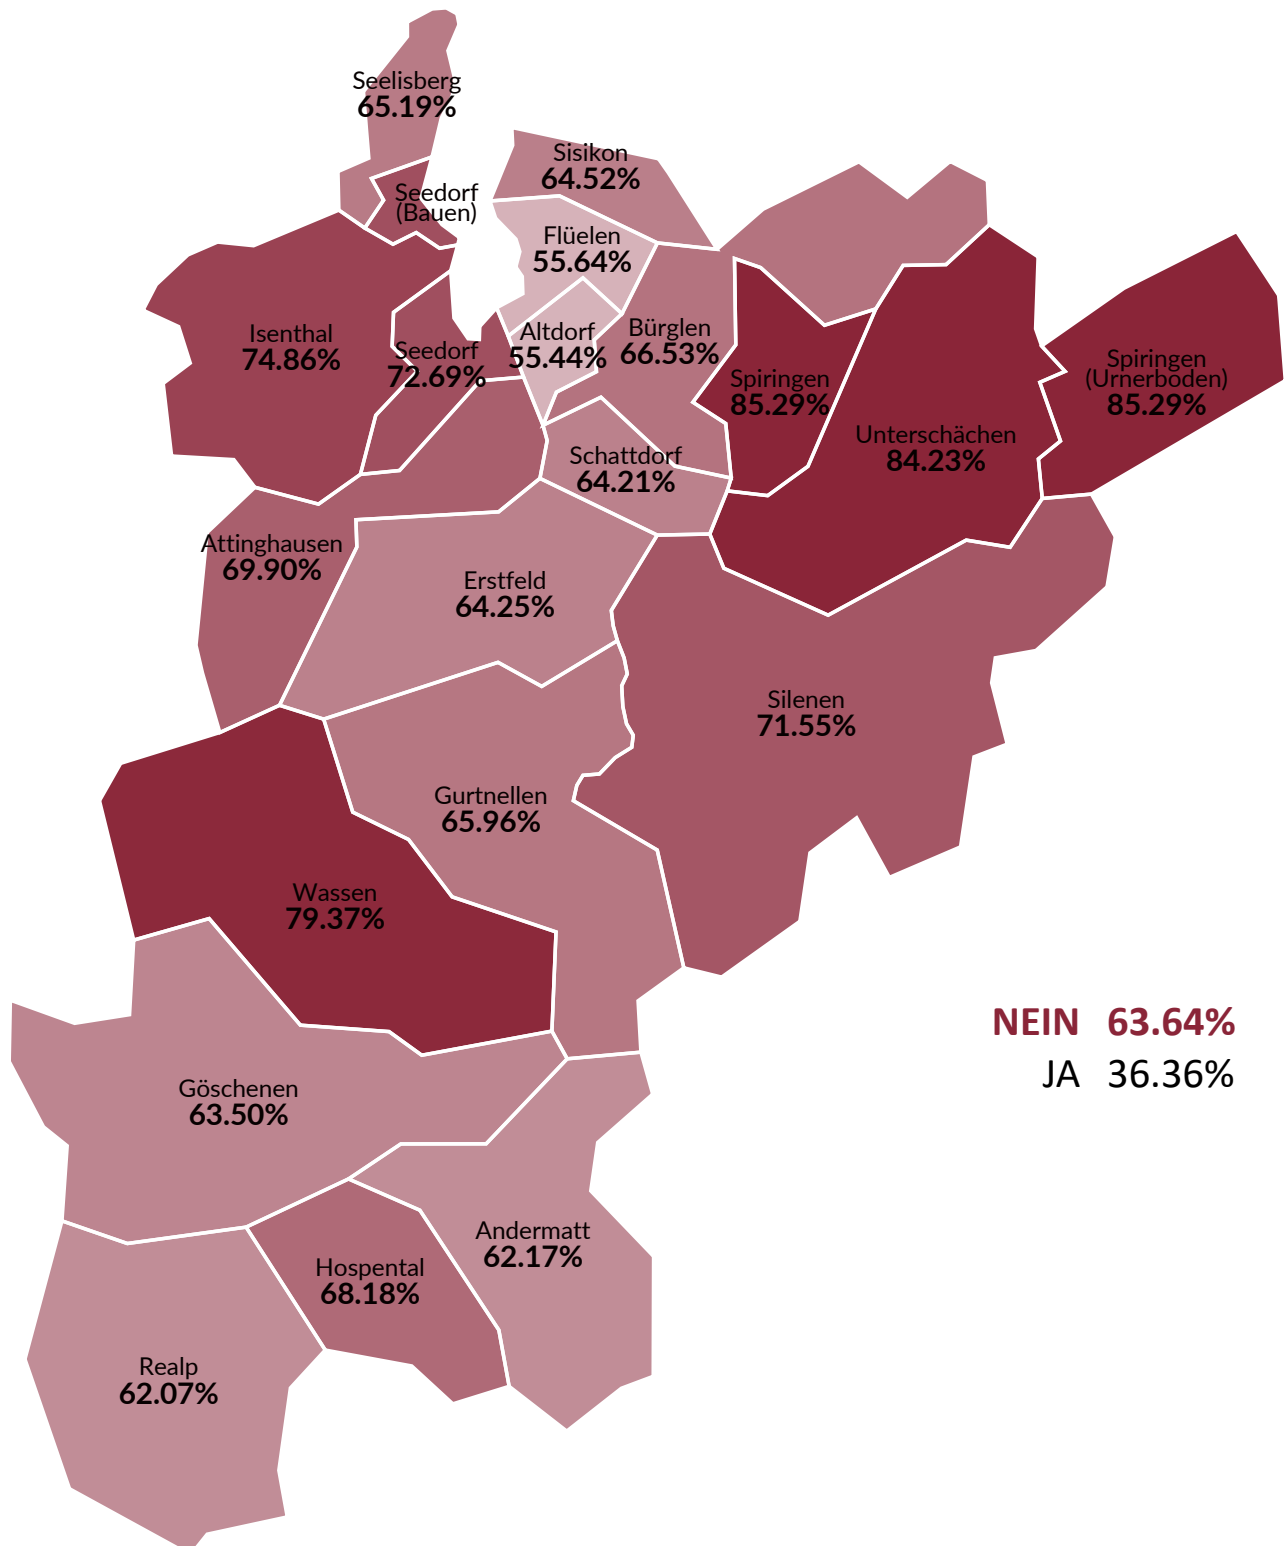 Seelisberg
65.19%
Sisikon
64.52%
Seedorf
(Bauen)
Flüelen
55.64%
Isenthal
74.86%
Seedorf
72.69%
Altdorf
55.44%
Bürglen
66.53%
Spiringen
85.29%
Spiringen
(Urnerboden)
85.29%
Unterschächen
84.23%
Schattdorf
64.21%
Attinghausen
69.90%
Erstfeld
64.25%
Silenen
71.55%
Gurtnellen
65.96%
Wassen
79.37%
NEIN 63.64%
JA 36.36%
Göschenen
63.50%
Andermatt
62.17%
Hospental
68.18%
Realp
62.07%